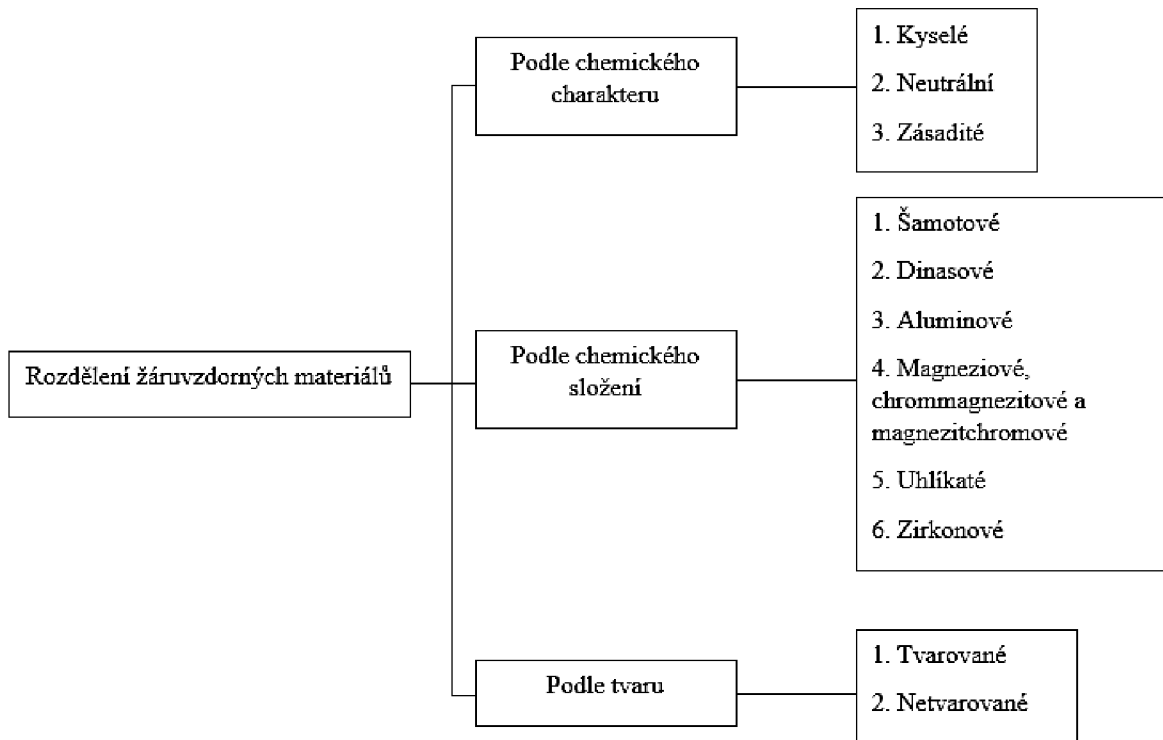 Rozdělení žáruvzdorných materiálů
Podle chemického
charakteru
1. Kyselé
2. Neutrální
3. Zásadité
Podle chemického
složení
1. Šamotové
2. Dinasové
3. Aluminové
4. Magneziové,
chrommagnezitové a
magnezitchromové
5. Uhlíkaté
6. Zirkonové
Podle tvaru
1. Tvarované
2. Netvarované